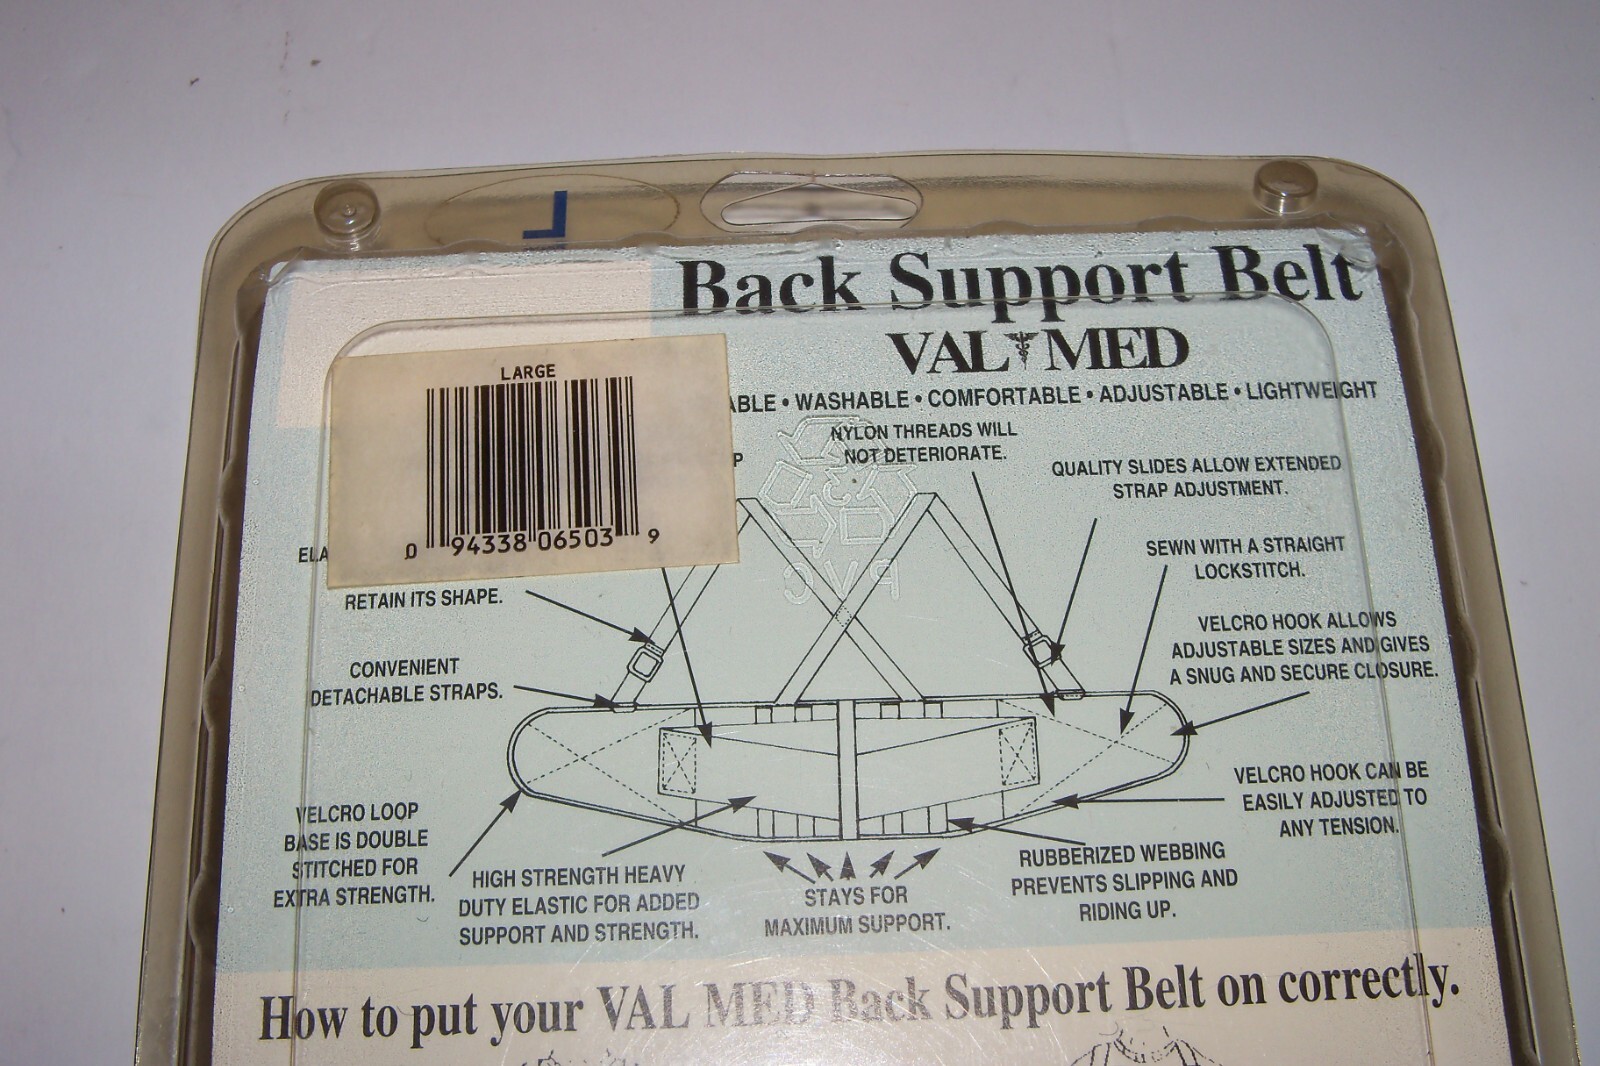 L
Back Support Belt
VAL MED
ABLE • WASHABLE • COMFORTABLE • ADJUSTABLE • LIGHTWEIGHT
LARGE
0 94338 06503 9
P
NYLON THREADS WILL
NOT DETERIORATE.
QUALITY SLIDES ALLOW EXTENDED
STRAP ADJUSTMENT.
PVC
ELA
RETAIN ITS SHAPE.
SEWN WITH A STRAIGHT
LOCKSTITCH.
CONVENIENT
DETACHABLE STRAPS.
VELCRO HOOK ALLOWS
ADJUSTABLE SIZES AND GIVES
A SNUG AND SECURE CLOSURE.
VELCRO HOOK CAN BE
EASILY ADJUSTED TO
ANY TENSION.
VELCRO LOOP
BASE IS DOUBLE
STITCHED FOR
EXTRA STRENGTH.
HIGH STRENGTH HEAVY
DUTY ELASTIC FOR ADDED
SUPPORT AND STRENGTH.
STAYS FOR
MAXIMUM SUPPORT.
RUBBERIZED WEBBING
PREVENTS SLIPPING AND
RIDING UP.
How to put your VAL MED Back Support Belt on correctly.